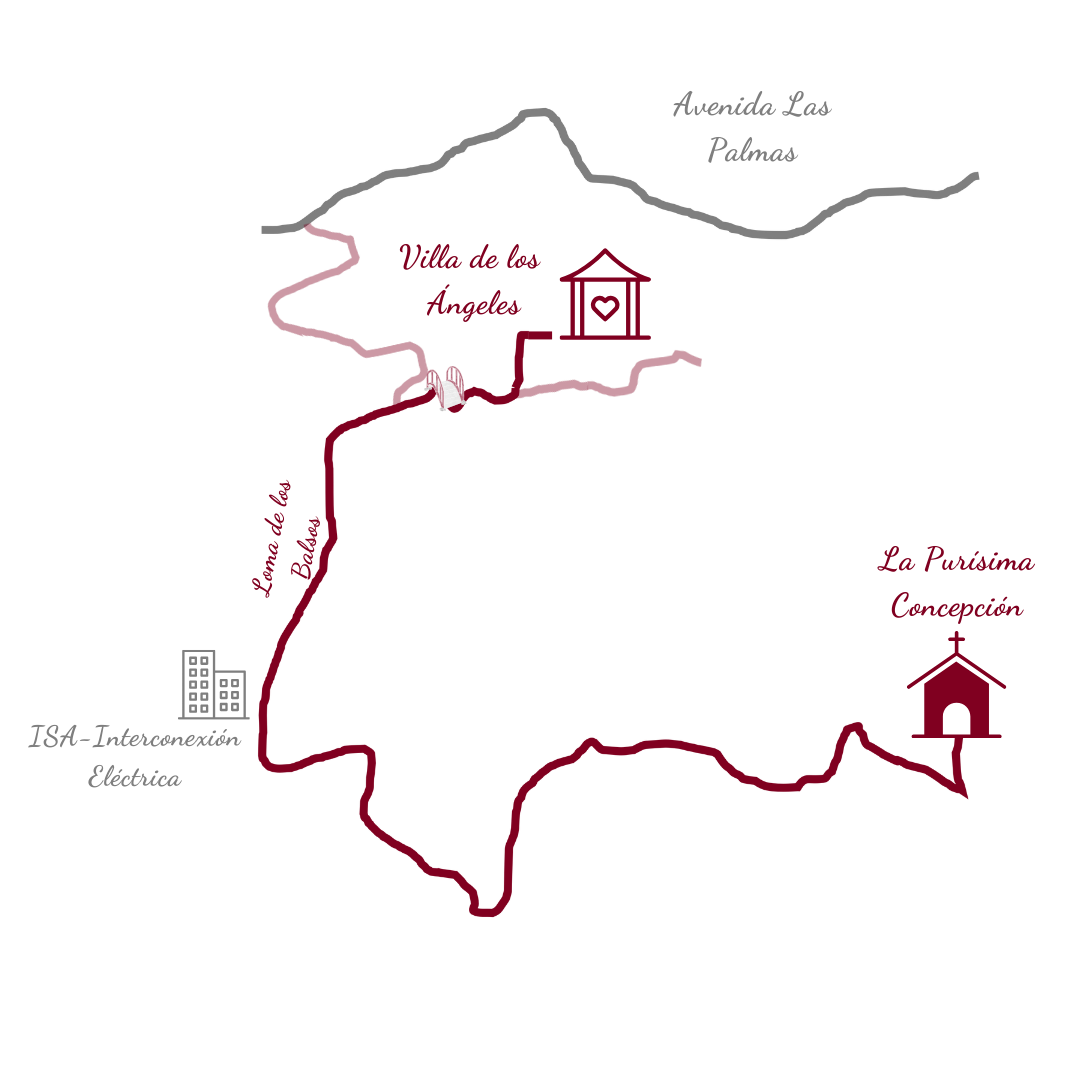 Avenida Las
Palmas
Villa de los
Ángeles
Loma de los
Balsos
La Purísima
Concepción
ISA-Interconexión
Eléctrica